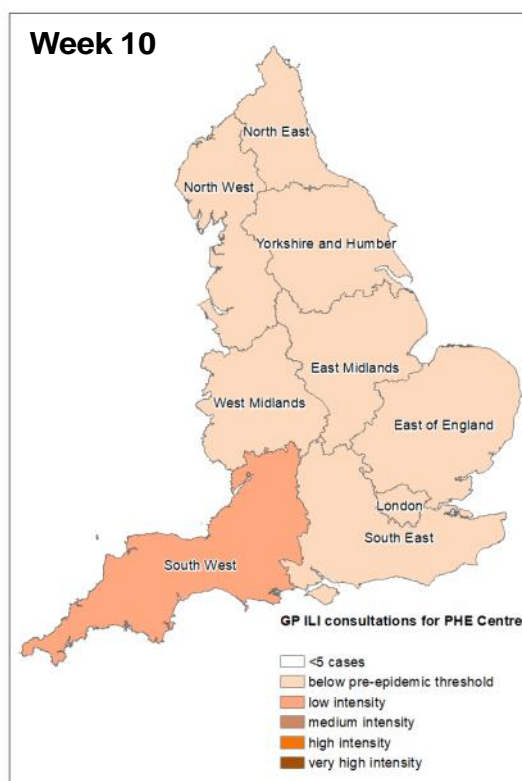 Week 10
North East
North West
Yorkshire and Humber
East Midlands
West Midlands
East of England
London
South East
South West
GP ILI consultations for PHE Centre
<5 cases
below pre-epidemic threshold
low intensity
medium intensity
high intensity
very high intensity